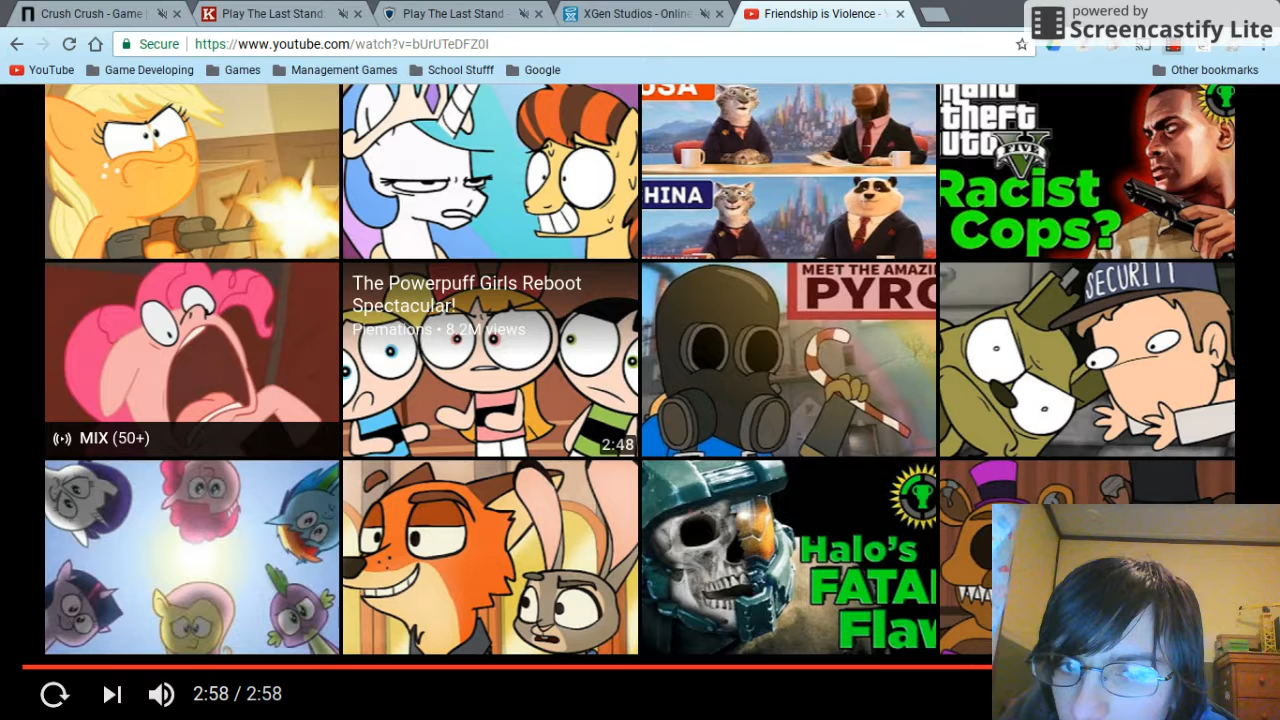 Crush Crush - Game
Play The Last Stand
Play The Last Stand -
XGen Studios - Online
Friendship is Violence -
powered by
Screencastify Lite
Secure
https://www.youtube.com/watch?v=bUrUTeDFZ0I
YouTube
Game Developing
Games
Management Games
School Stufff
Google
Other bookmarks
USA
CHINA
grand
theft
auto
V
FIVE
Racist
Cops?
MIX (50+)
The Powerpuff Girls Reboot
Spectacular!
Piemations • 8.2M views
2:48
MEET THE AMAZI
PYRO
SECURITY
Halo's
FATA
Flaw
2:58 / 2:58